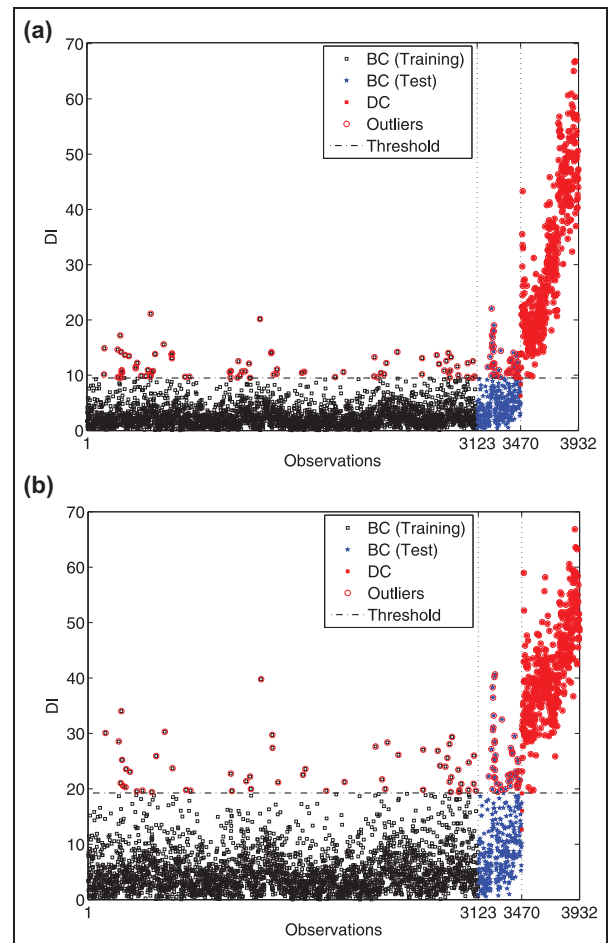 (a)
70
60
50
40
30
20
10
0
DI
BC (Training)
BC (Test)
DC
Outliers
Threshold
1
3123
3470
3932
Observations
(b)
70
60
50
40
30
20
10
0
DI
BC (Training)
BC (Test)
DC
Outliers
Threshold
1
3123
3470
3932
Observations